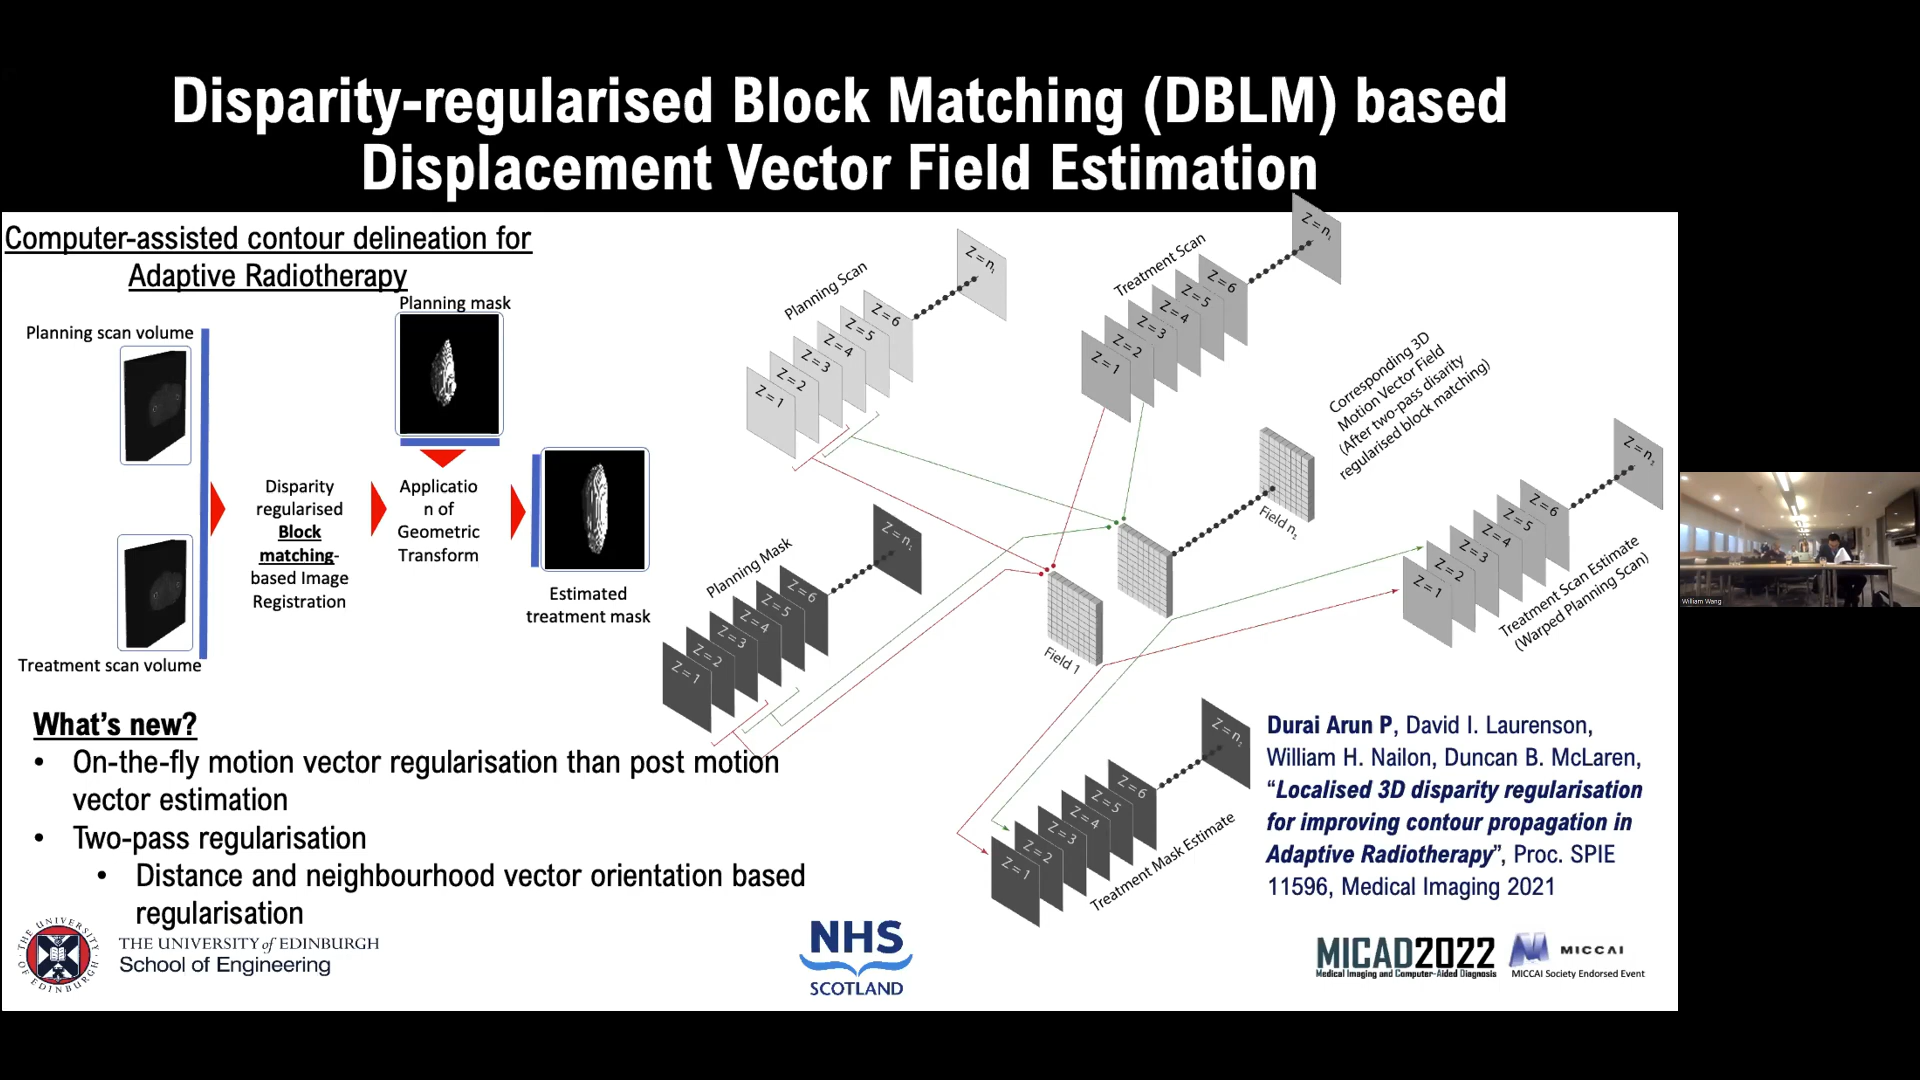 Disparity-regularised Block Matching (DBLM) based
Displacement Vector Field Estimation
Computer-assisted contour delineation for
Adaptive Radiotherapy
Planning mask
Planning scan volume
Disparity
regularised
Block
matching-
based Image
Registration
Applicatio
n of
Geometric
Transform
Estimated
treatment mask
Treatment scan volume
What's new?
• On-the-fly motion vector regularisation than post motion
vector estimation
• Two-pass regularisation
• Distance and neighbourhood vector orientation based
regularisation
Planning Scan
Z = 1
Z = 2
Z = 3
Z = 4
Z = 5
Z = 6
Z = n₁
Treatment Scan
Z = 1
Z = 2
Z = 3
Z = 4
Z = 5
Z = 6
Z = n₁
Corresponding 3D
Motion Vector Field
(After two-pass disarity
regularised block matching)
Planning Mask
Z = 1
Z = 2
Z = 3
Z = 4
Z = 5
Z = 6
Field 1
Treatment Scan Estimate
(Warped Planning Scan)
Z = 1
Z = 2
Z = 3
Z = 4
Z = 5
Z = 6
Treatment Mask Estimate
Z = 1
Z = 2
Z = 3
Z = 4
Z = 5
Z = 6
Durai Arun P, David I. Laurenson,
William H. Nailon, Duncan B. McLaren,
“Localised 3D disparity regularisation
for improving contour propagation in
Adaptive Radiotherapy”, Proc. SPIE
11596, Medical Imaging 2021
THE UNIVERSITY OF EDINBURGH
THE UNIVERSITY of EDINBURGH
School of Engineering
NHS
SCOTLAND
MICAD2022
Medical Imaging and Computer-Aided Diagnosis
MICCAI
MICCAI Society Endorsed Event
William Wang